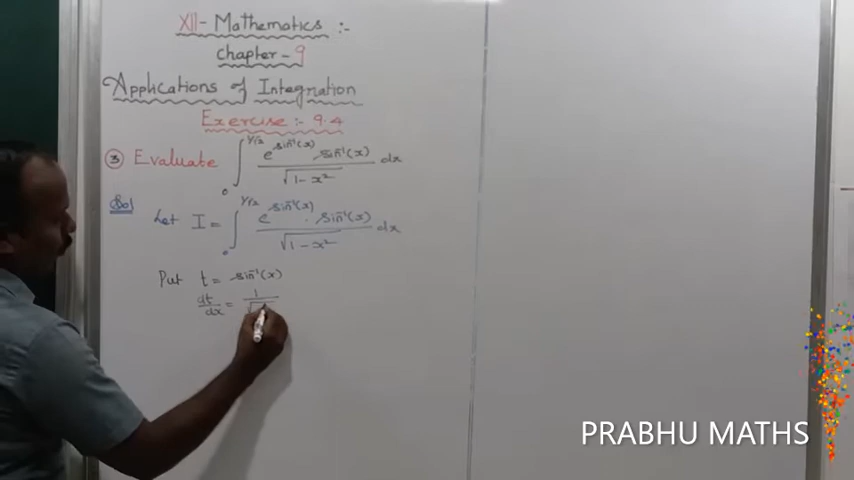 XII- Mathematics :-
chapter - 9
Applications of Integration
Exercise :- 9.4
③ Evaluate ∫₀^(1/√2) e^(sin⁻¹(x)) sin⁻¹(x) / √(1-x²) dx
Sol Let I = ∫₀^(1/√2) e^(sin⁻¹(x)) . sin⁻¹(x) / √(1-x²) dx
Put t = sin⁻¹(x)
dt/dx = 1/√
PRABHU MATHS